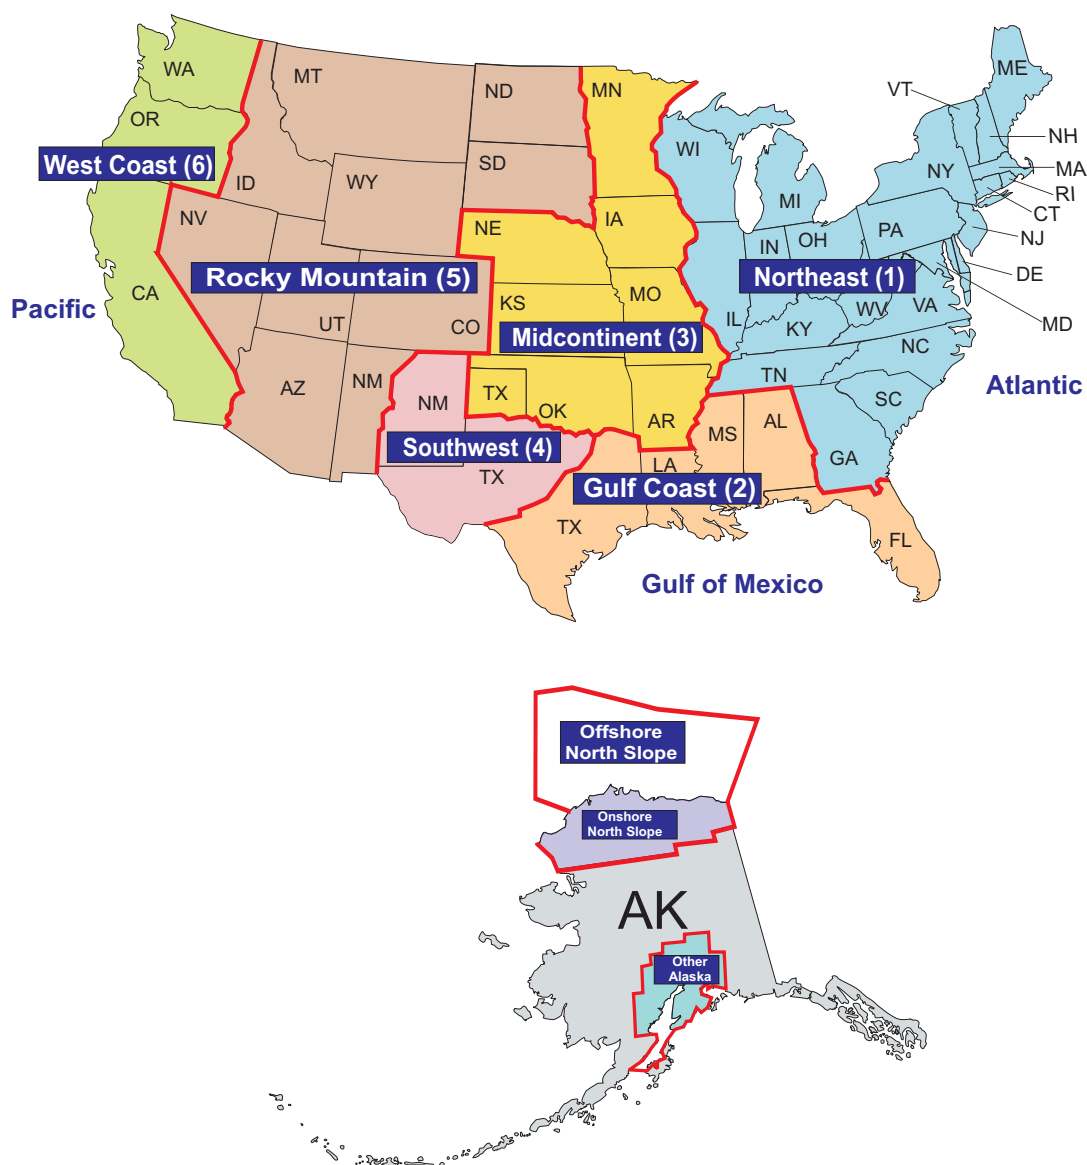 WA
MT
ND
MN
ME
VT
OR
NH
WI
West Coast (6)
SD
MA
ID
WY
NY
RI
MI
CT
NV
NE
IA
PA
NJ
IN
OH
Rocky Mountain (5)
Northeast (1)
DE
CA
KS
MO
Pacific
IL
WV
VA
MD
UT
CO
Midcontinent (3)
KY
NC
TN
AZ
NM
NM
TX
Atlantic
SC
OK
AR
MS
AL
Southwest (4)
GA
LA
TX
Gulf Coast (2)
TX
FL
Gulf of Mexico
Offshore
North Slope
Onshore
North Slope
AK
Other
Alaska